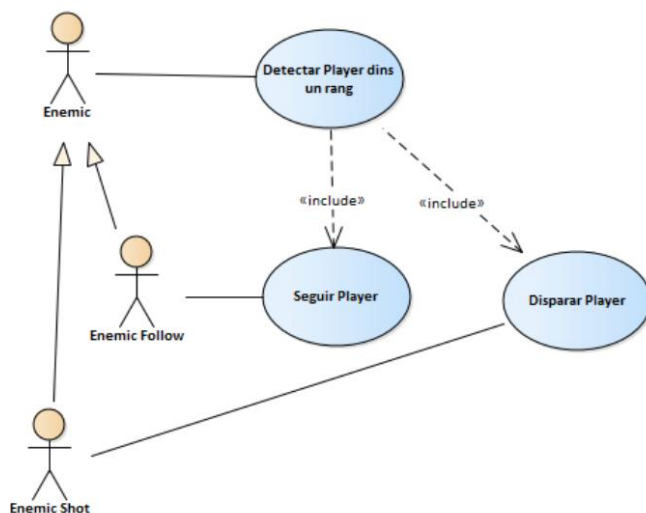 Detectar Player dins
un rang
Enemic
«include»
«include»
Seguir Player
Disparar Player
Enemic Follow
Enemic Shot